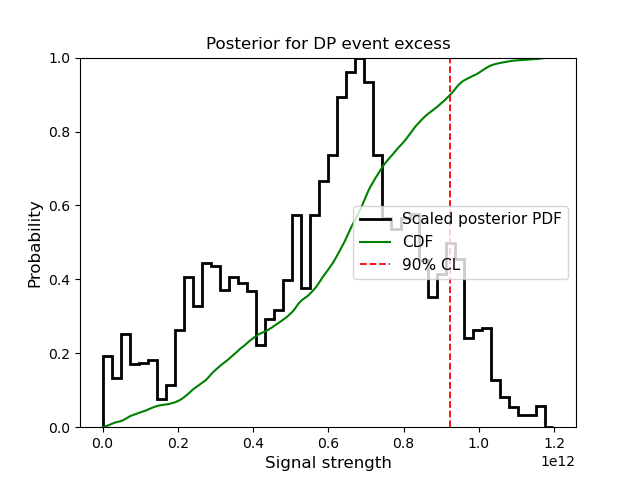 Posterior for DP event excess
Probability
1.0
0.8
0.6
0.4
0.2
0.0
Scaled posterior PDF
CDF
90% CL
0.0 0.2 0.4 0.6 0.8 1.0 1.2
1e12
Signal strength